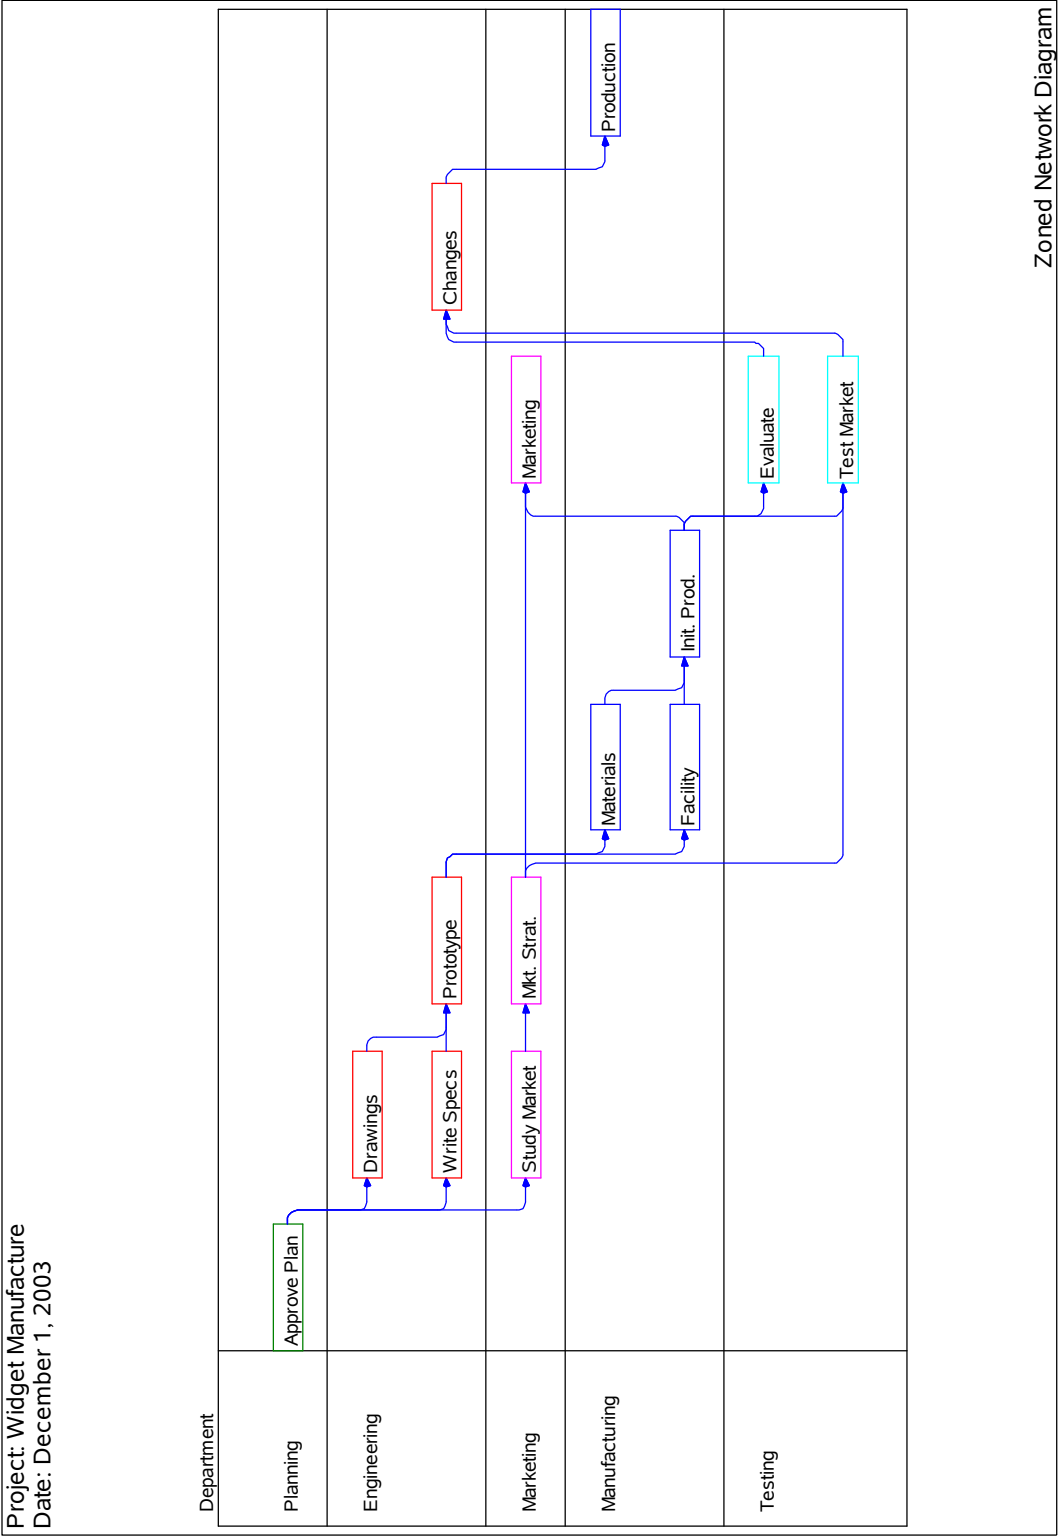 Project: Widget Manufacture
Date: December 1, 2003
Department
Planning
Approve Plan
Engineering
Drawings
Write Specs
Prototype
Changes
Marketing
Study Market
Mkt. Strat.
Marketing
Manufacturing
Materials
Production
Facility
Init. Prod.
Testing
Evaluate
Test Market
Zoned Network Diagram